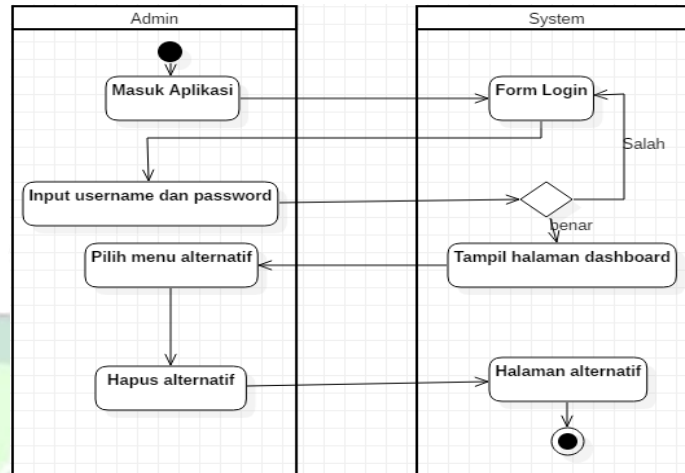 Admin
System
Masuk Aplikasi
Form Login
Salah
Input username dan password
benar
Pilih menu alternatif
Tampil halaman dashboard
Hapus alternatif
Halaman alternatif